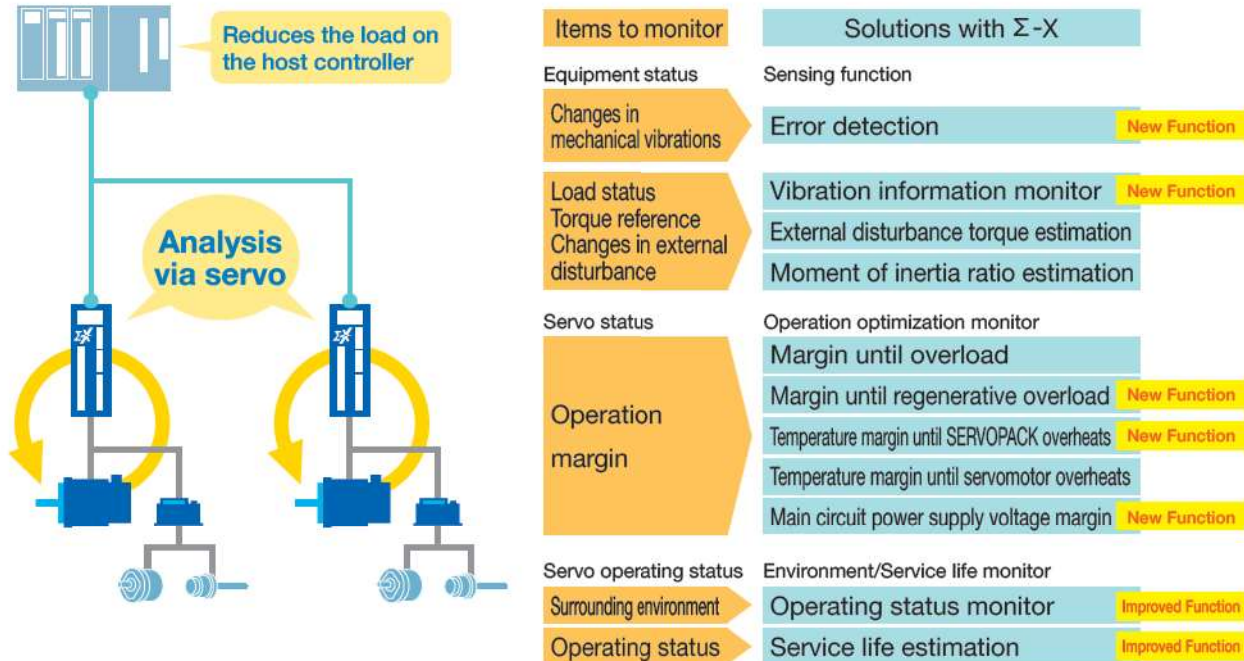 Reduces the load on
the host controller
Analysis
via servo
Σ-X
Σ-X
Items to monitor
Solutions with Σ-X
Equipment status
Sensing function
Changes in
mechanical vibrations
Error detection
New Function
Load status
Torque reference
Changes in external
disturbance
Vibration information monitor
New Function
External disturbance torque estimation
Moment of inertia ratio estimation
Servo status
Operation optimization monitor
Operation
margin
Margin until overload
Margin until regenerative overload
New Function
Temperature margin until SERVOPACK overheats
New Function
Temperature margin until servomotor overheats
Main circuit power supply voltage margin
New Function
Servo operating status
Environment/Service life monitor
Surrounding environment
Operating status monitor
Improved Function
Operating status
Service life estimation
Improved Function